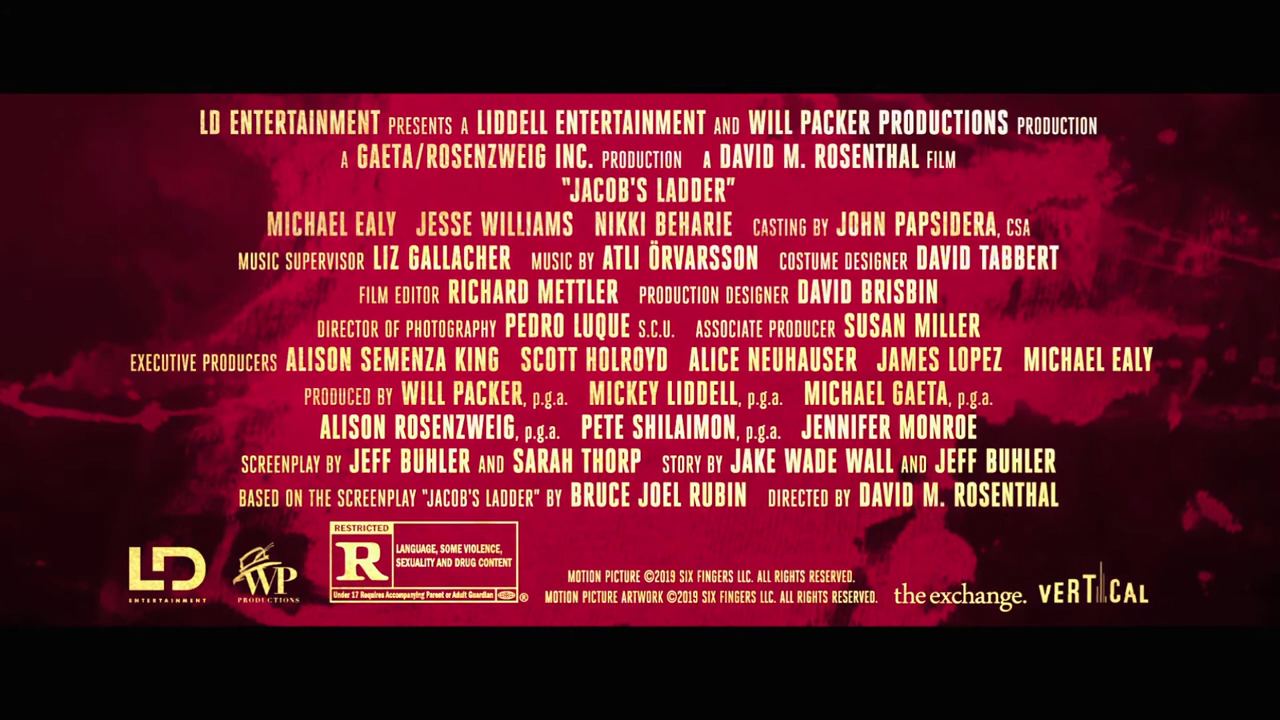 LD ENTERTAINMENT PRESENTS A LIDDELL ENTERTAINMENT AND WILL PACKER PRODUCTIONS PRODUCTION
A GAETA/ROSENZWEIG INC. PRODUCTION A DAVID M. ROSENTHAL FILM
"JACOB'S LADDER"
MICHAEL EALY JESSE WILLIAMS NIKKI BEHARIE CASTING BY JOHN PAPSIDERA, CSA
MUSIC SUPERVISOR LIZ GALLACHER MUSIC BY ATLI ÖRVARSSON COSTUME DESIGNER DAVID TABBERT
FILM EDITOR RICHARD METTLER PRODUCTION DESIGNER DAVID BRISBIN
DIRECTOR OF PHOTOGRAPHY PEDRO LUQUE S.C.U. ASSOCIATE PRODUCER SUSAN MILLER
EXECUTIVE PRODUCERS ALISON SEMENZA KING SCOTT HOLROYD ALICE NEUHAUSER JAMES LOPEZ MICHAEL EALY
PRODUCED BY WILL PACKER, p.g.a. MICKEY LIDDELL, p.g.a. MICHAEL GAETA, p.g.a.
ALISON ROSENZWEIG, p.g.a. PETE SHILAIMON, p.g.a. JENNIFER MONROE
SCREENPLAY BY JEFF BUHLER AND SARAH THORP STORY BY JAKE WADE WALL AND JEFF BUHLER
BASED ON THE SCREENPLAY "JACOB'S LADDER" BY BRUCE JOEL RUBIN DIRECTED BY DAVID M. ROSENTHAL
LD
ENTERTAINMENT
WP
PRODUCTIONS
RESTRICTED
R
LANGUAGE, SOME VIOLENCE,
SEXUALITY AND DRUG CONTENT
Under 17 Requires Accompanying Parent or Adult Guardian ®
MOTION PICTURE ©2019 SIX FINGERS LLC. ALL RIGHTS RESERVED.
MOTION PICTURE ARTWORK ©2019 SIX FINGERS LLC. ALL RIGHTS RESERVED.
the exchange.
VERTICAL